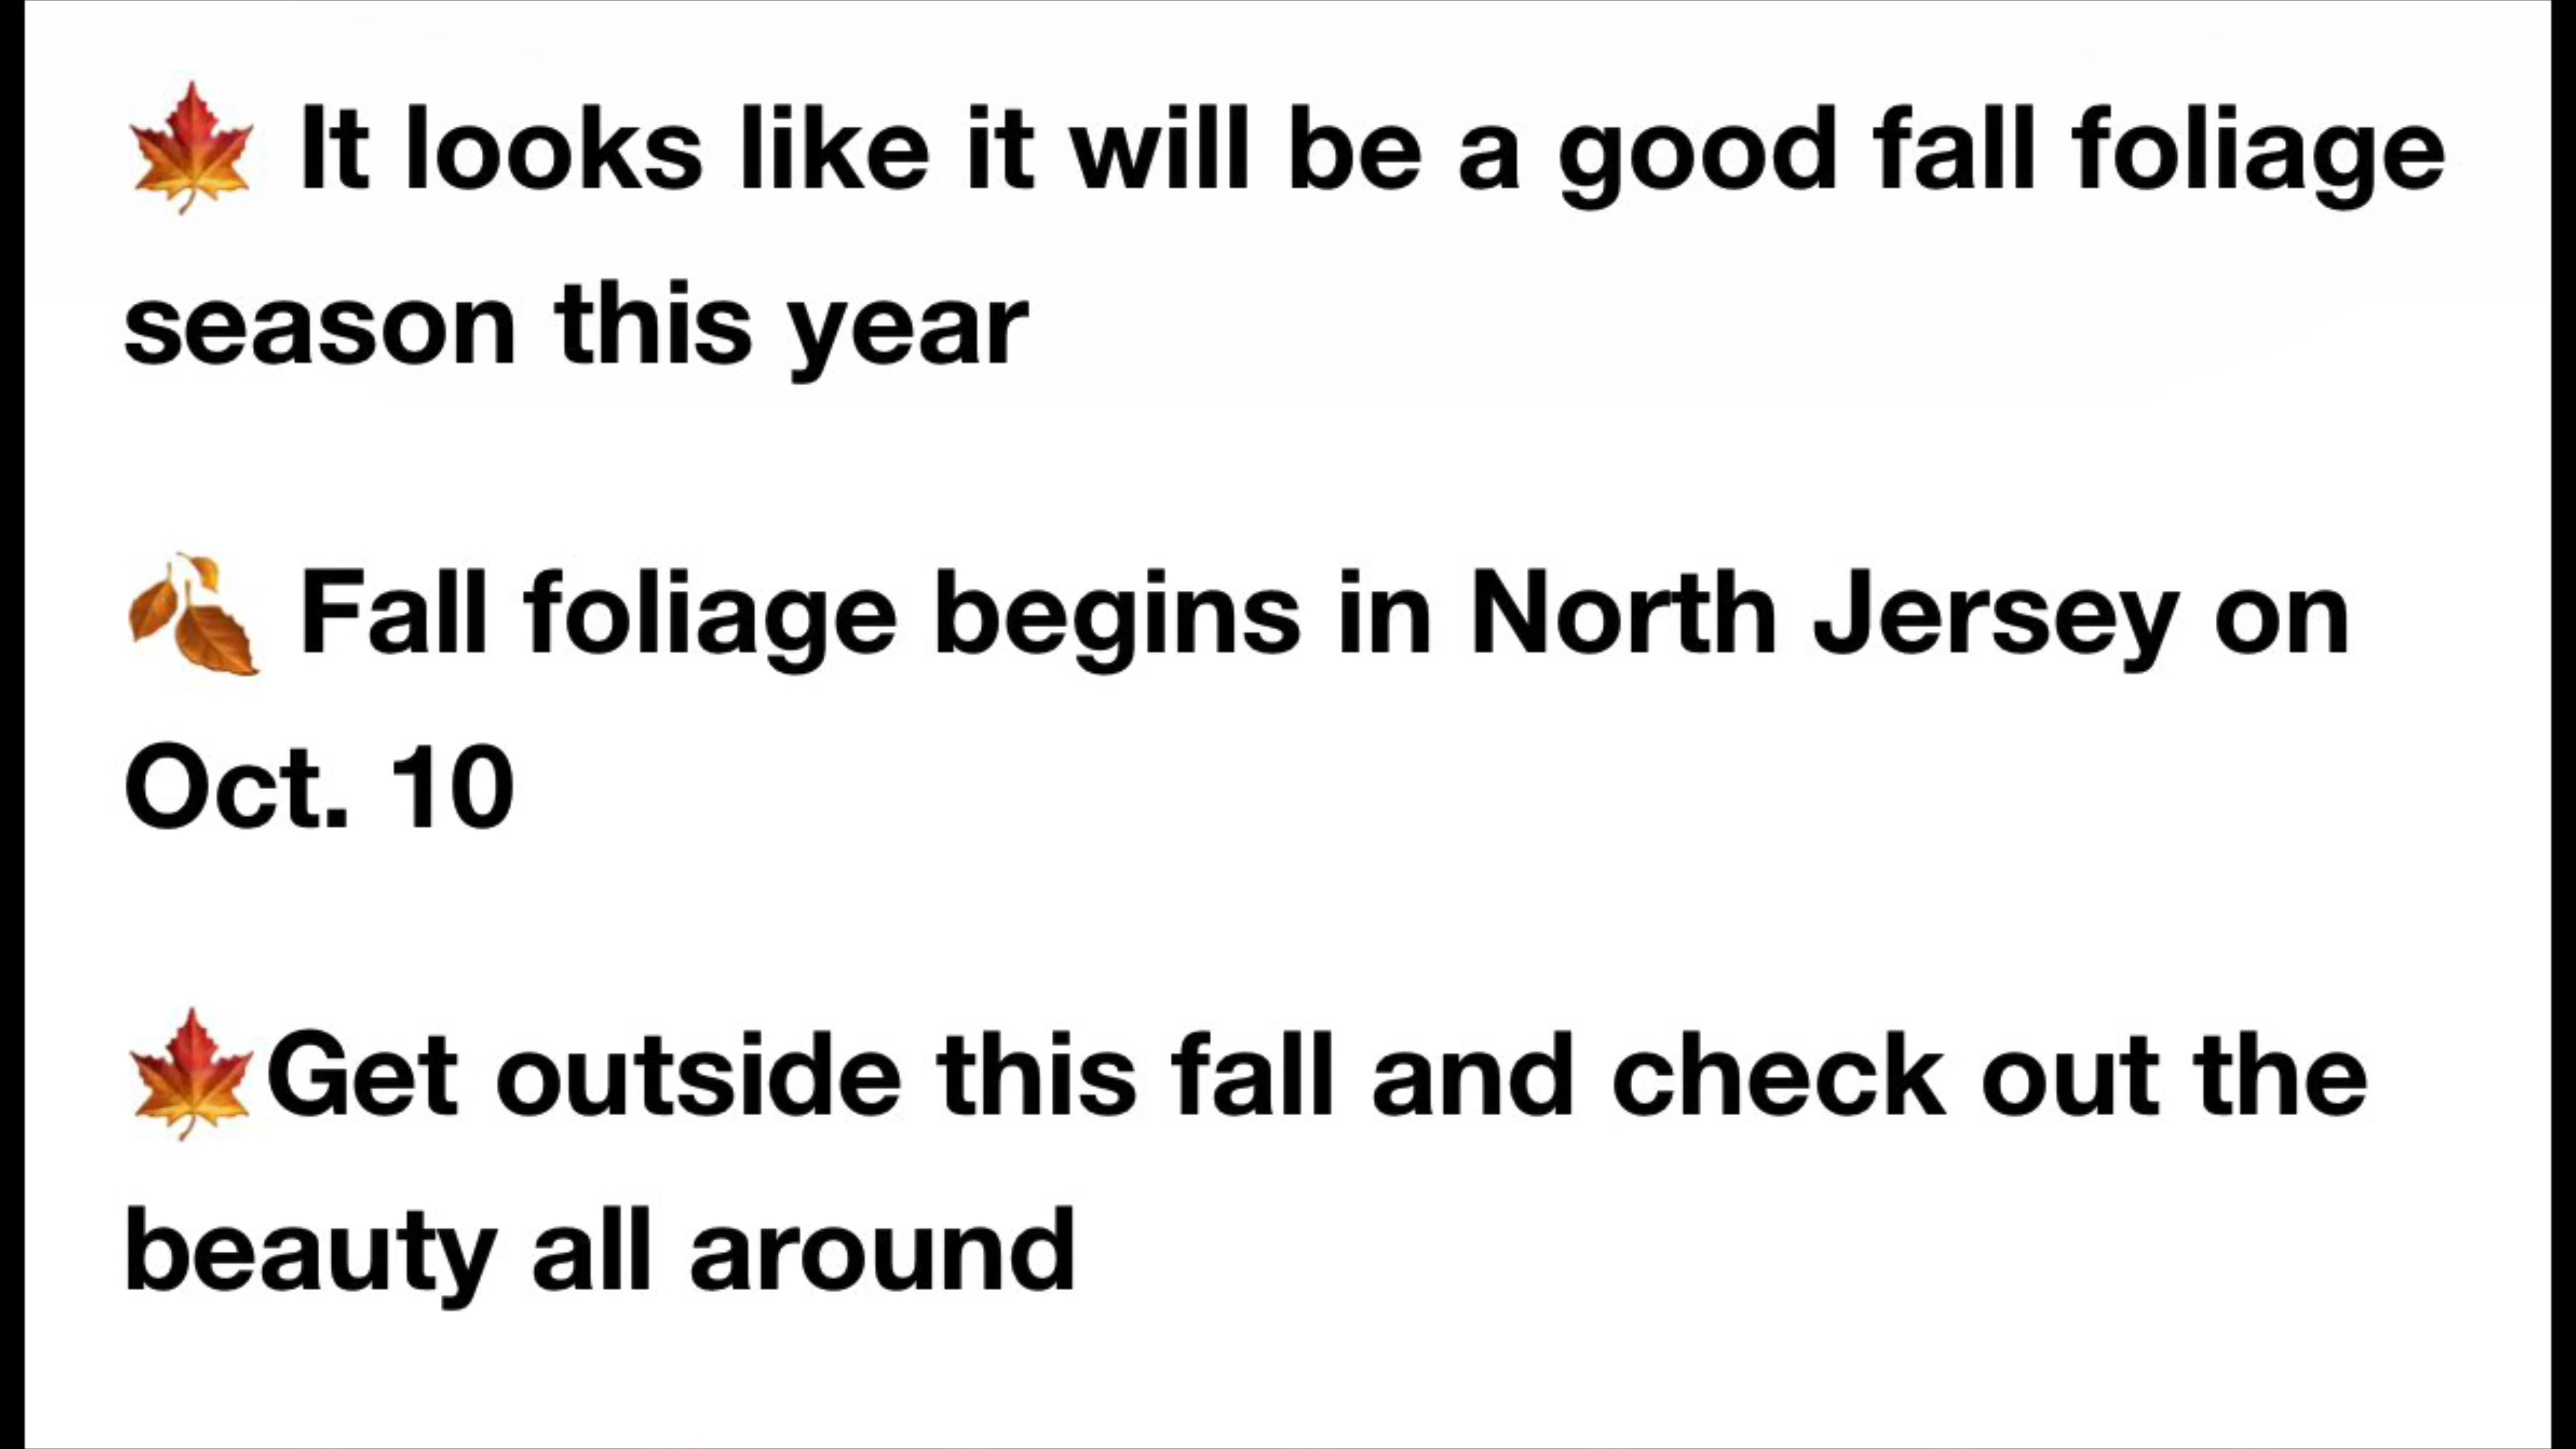 🍁 It looks like it will be a good fall foliage
season this year
🍂 Fall foliage begins in North Jersey on
Oct. 10
🍁Get outside this fall and check out the
beauty all around